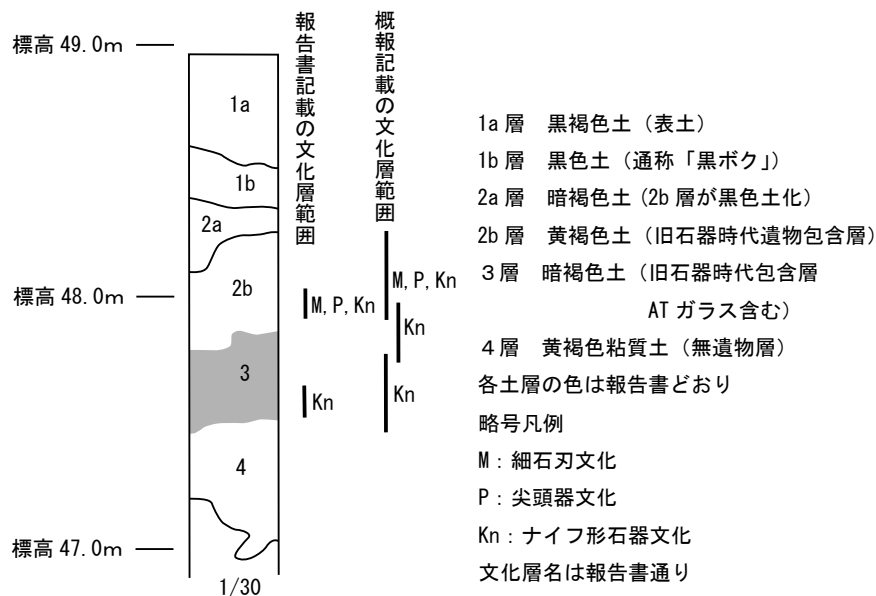 標高 49.0m
標高 48.0m
標高 47.0m
1a
1b
2a
2b
3
4
1/30
報告書記載の文化層範囲
M, P, Kn
Kn
概報記載の文化層範囲
M, P, Kn
Kn
Kn
1a 層　黒褐色土（表土）
1b 層　黒色土（通称「黒ボク」）
2a 層　暗褐色土（2b 層が黒色土化）
2b 層　黄褐色土（旧石器時代遺物包含層）
３層　暗褐色土（旧石器時代包含層
AT ガラス含む）
４層　黄褐色粘質土（無遺物層）
各土層の色は報告書どおり
略号凡例
M：細石刃文化
P：尖頭器文化
Kn：ナイフ形石器文化
文化層名は報告書通り